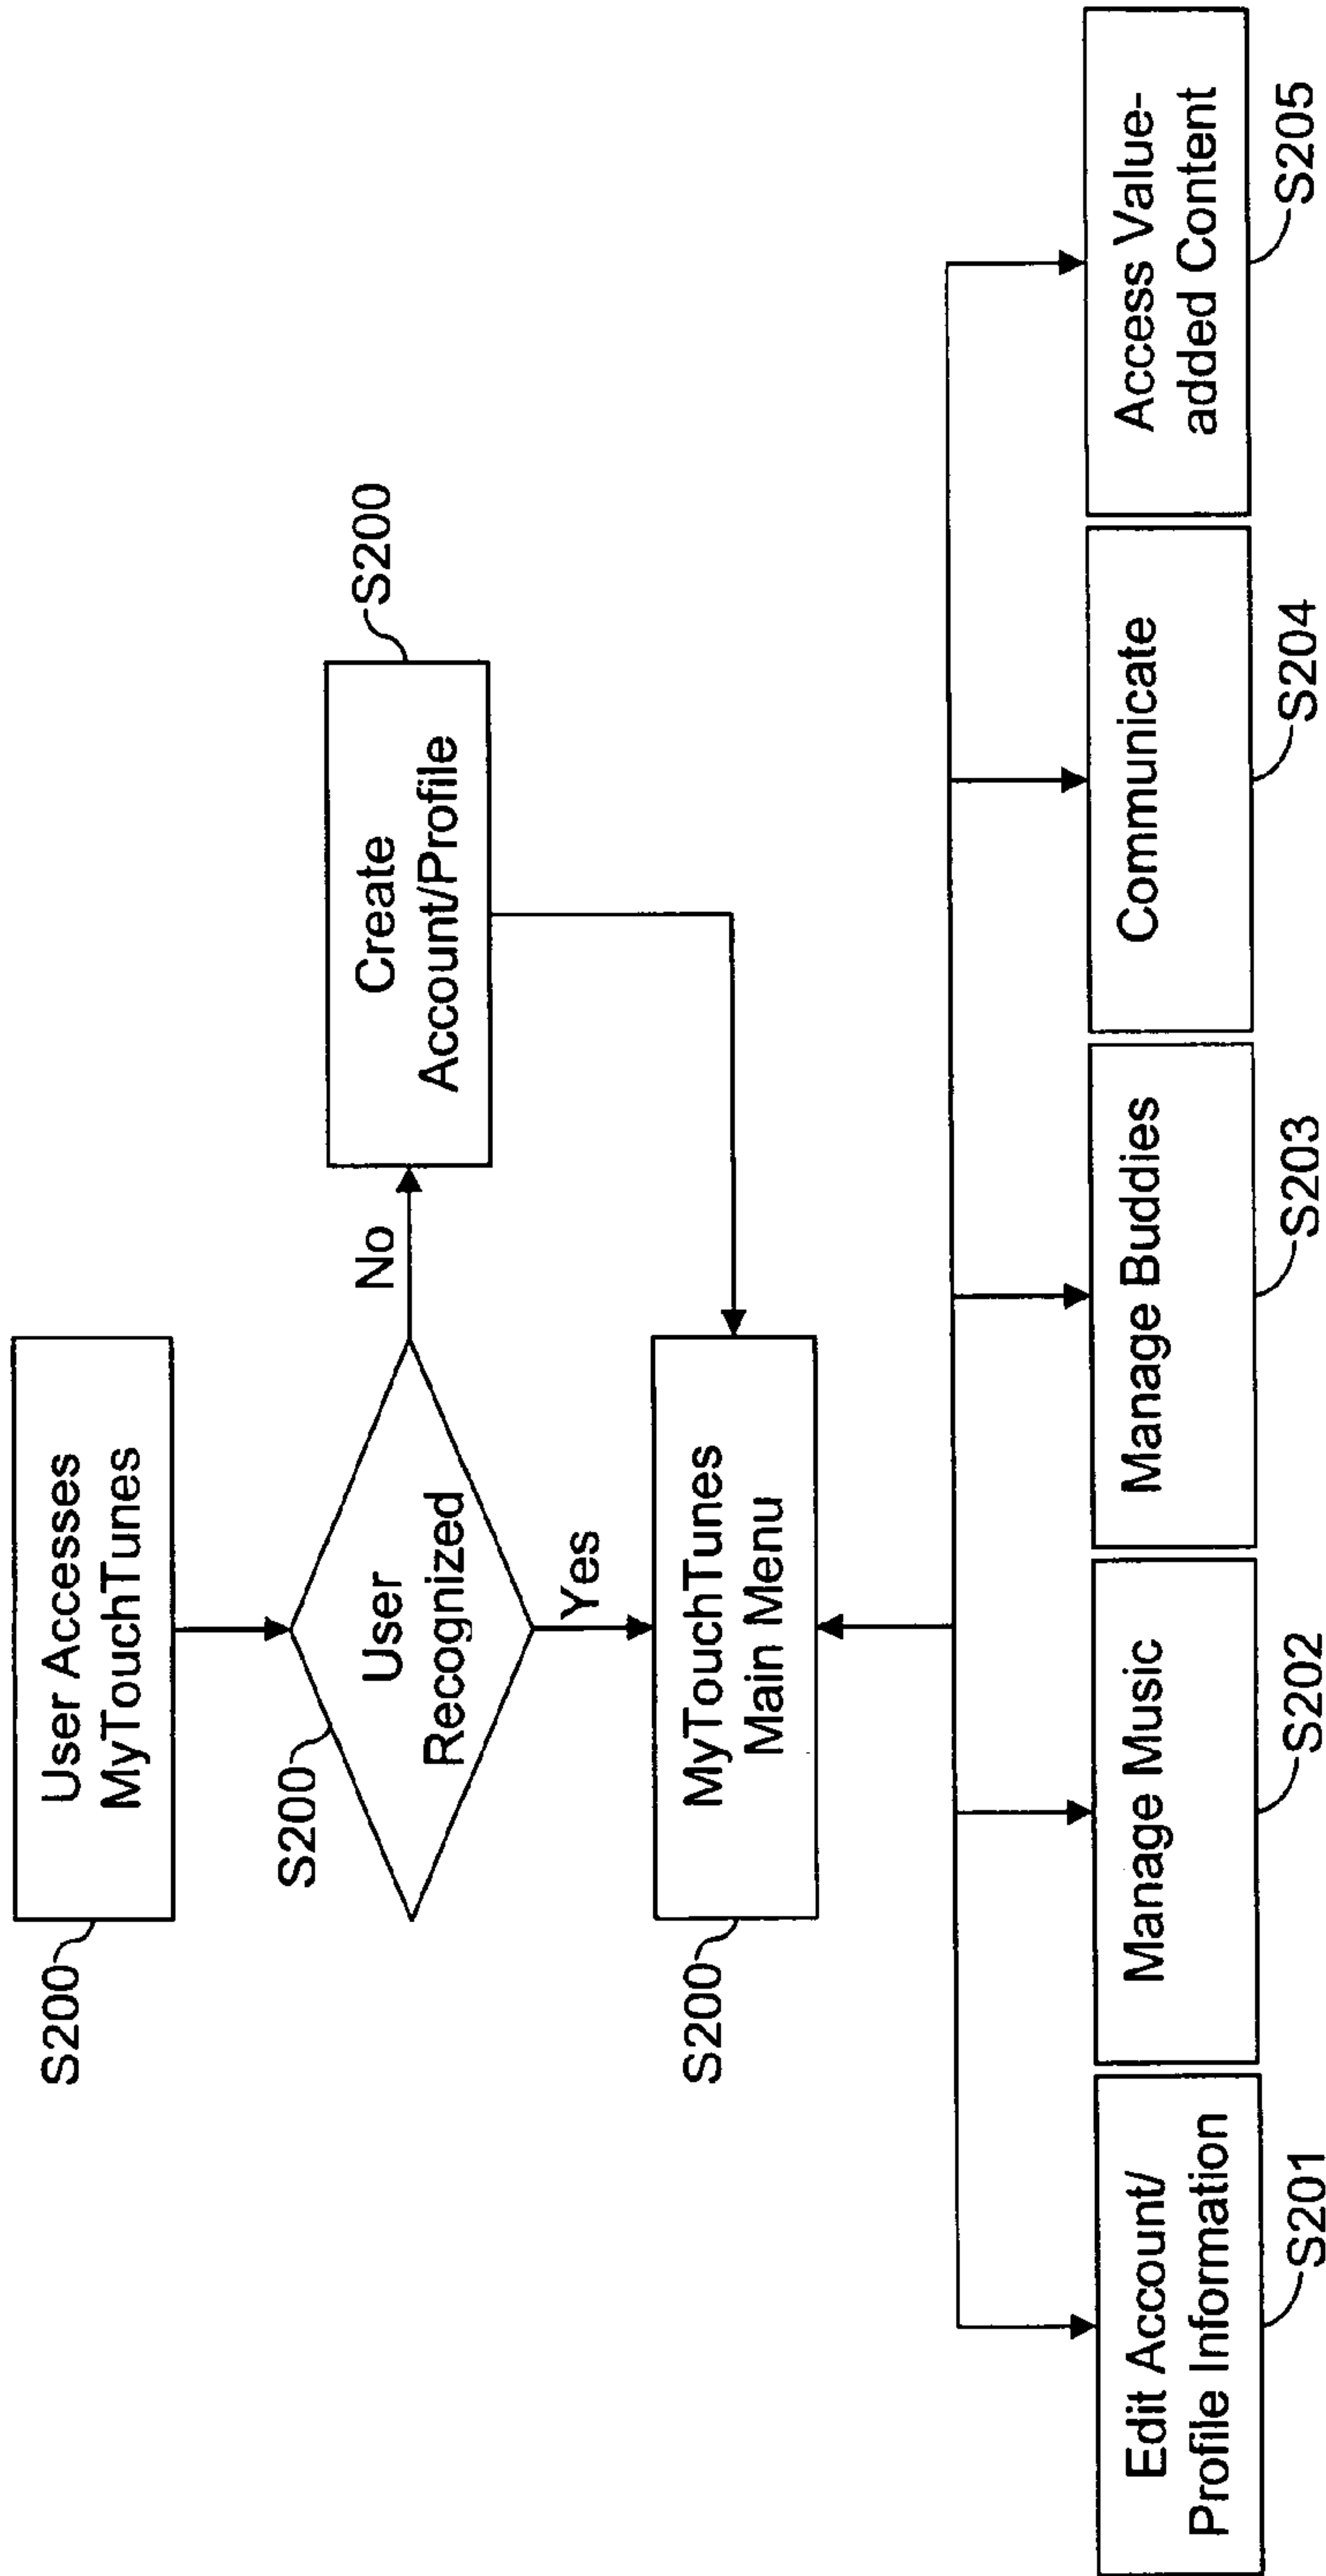 User Accesses
MyTouchTunes
S200
User
Recognized
S200
No
Create
Account/Profile
S200
Yes
MyTouchTunes
Main Menu
S200
Edit Account/
Profile Information
S201
Manage Music
S202
Manage Buddies
S203
Communicate
S204
Access Value-
added Content
S205